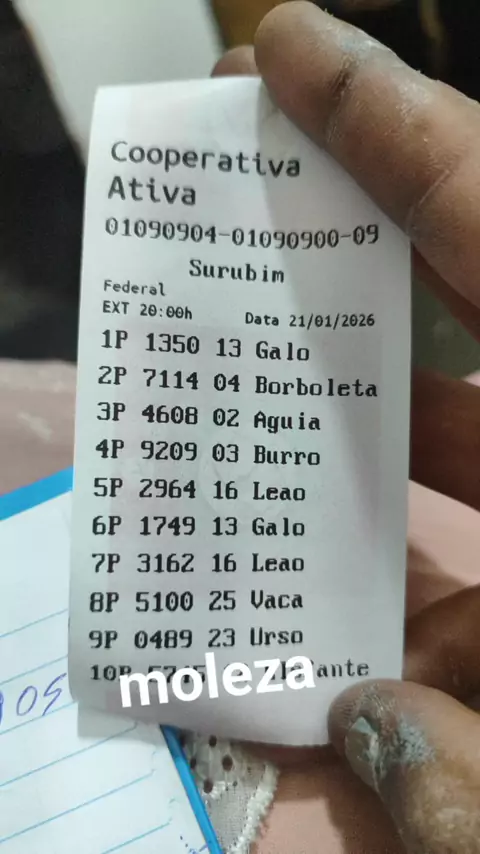 Cooperativa
Ativa
01090904-01090900-09
Surubim
Federal
EXT 20:00h Data 21/01/2026
1P 1350 13 Galo
2P 7114 04 Borboleta
3P 4608 02 Aguia
4P 9209 03 Burro
5P 2964 16 Leao
6P 1749 13 Galo
7P 3162 16 Leao
8P 5100 25 Vaca
9P 0489 23 Urso
10P
moleza